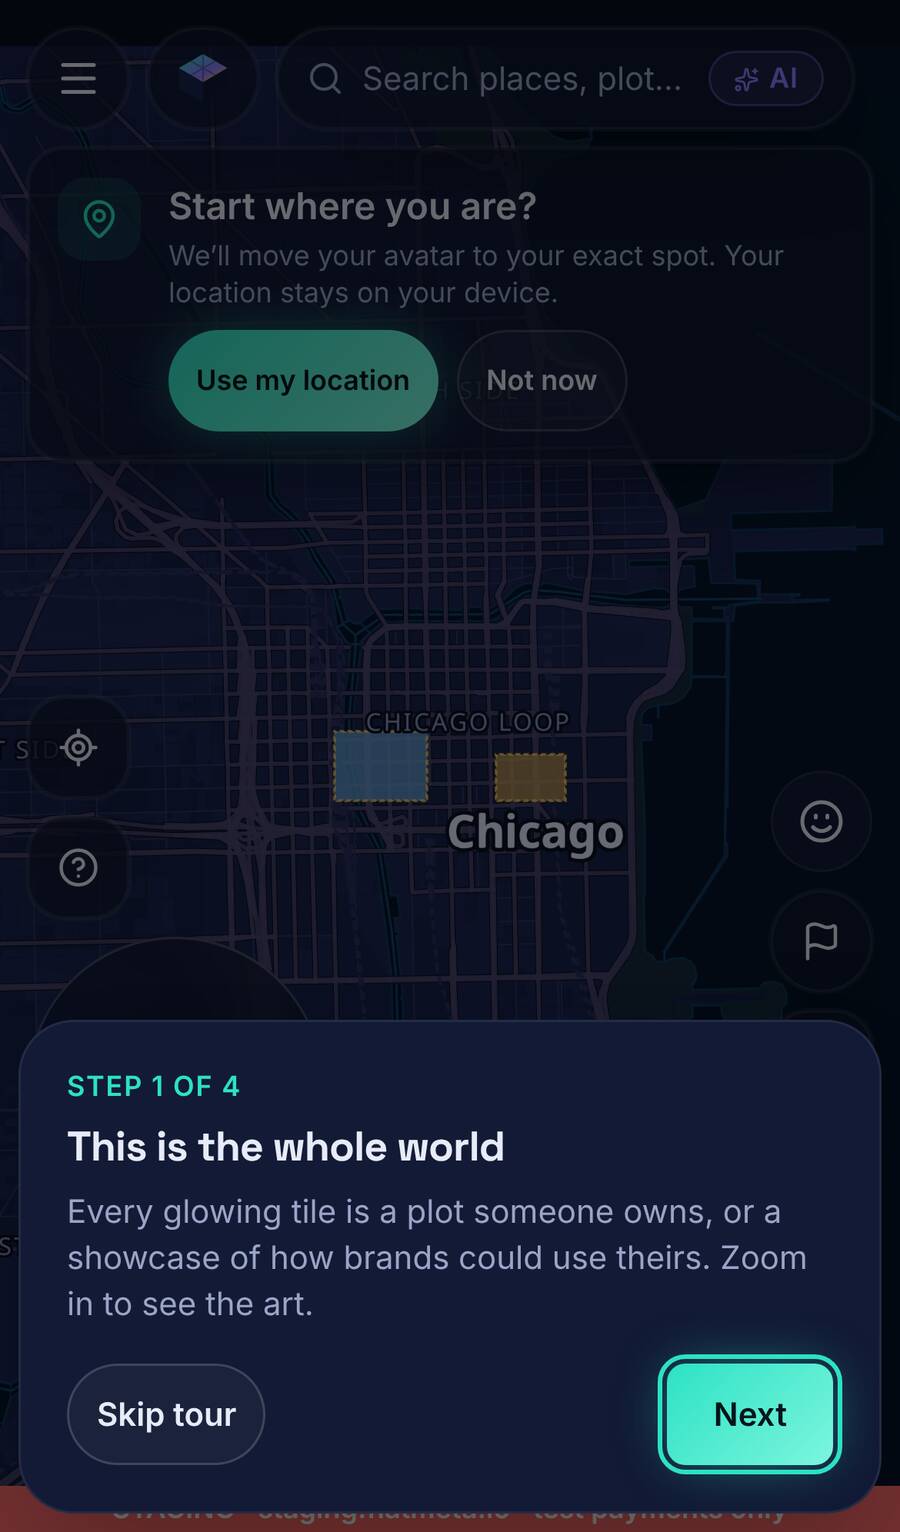 Search places, plot...
AI
Start where you are?
We’ll move your avatar to your exact spot. Your
location stays on your device.
Use my location
Not now
H SIDE
CHICAGO LOOP
T SID
Chicago
STEP 1 OF 4
This is the whole world
Every glowing tile is a plot someone owns, or a
showcase of how brands could use theirs. Zoom
in to see the art.
Skip tour
Next